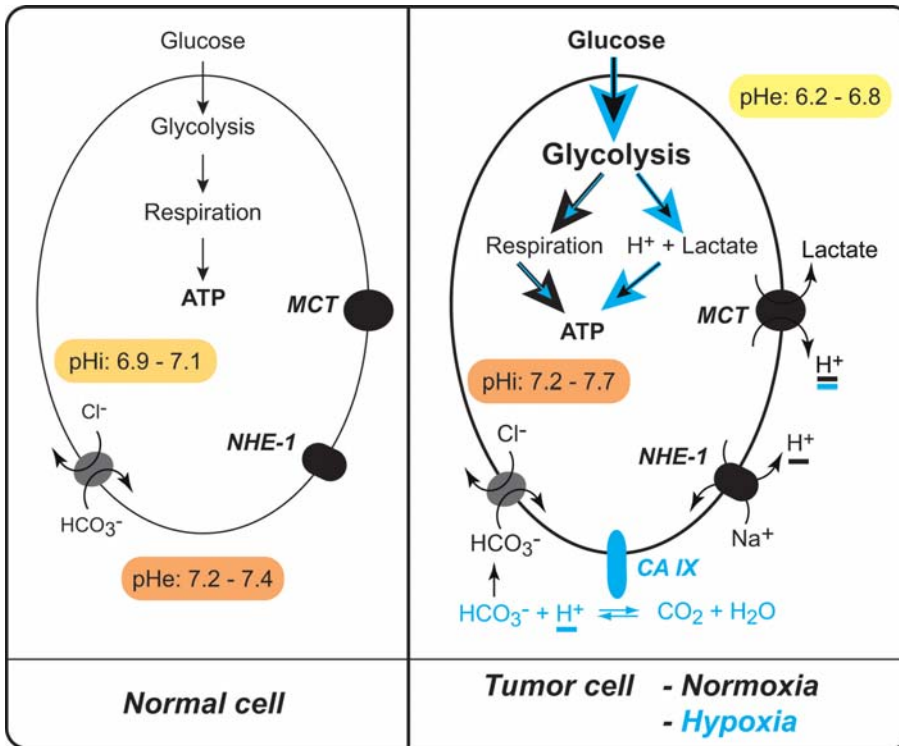 Glucose
Glycolysis
Respiration
ATP
MCT
pHi: 6.9 - 7.1
Cl-
NHE-1
HCO₃⁻
pHe: 7.2 - 7.4
Normal cell
Glucose
pHe: 6.2 - 6.8
Glycolysis
Respiration
H⁺ + Lactate
Lactate
MCT
ATP
H⁺
pHi: 7.2 - 7.7
Cl-
NHE-1
H⁺
HCO₃⁻
Na⁺
CA IX
HCO₃⁻ + H⁺ ⇌ CO₂ + H₂O
Tumor cell - Normoxia
- Hypoxia